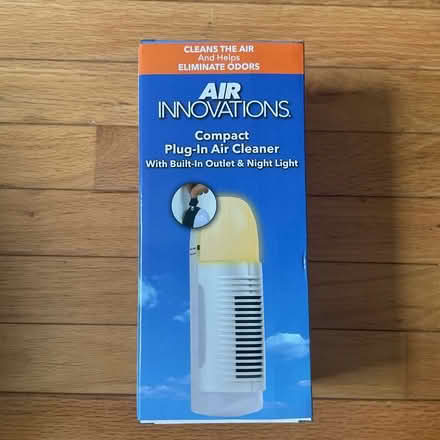 CLEANS THE AIR
And Helps
ELIMINATE ODORS
AIR
INNOVATIONS.
Compact
Plug-In Air Cleaner
With Built-In Outlet & Night Light